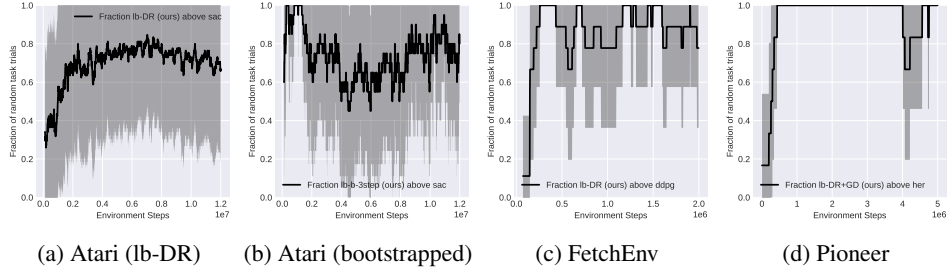 Fraction of random task trials
1.0
0.8
0.6
0.4
0.2
0.0
Fraction lb-DR (ours) above sac
0.0 0.2 0.4 0.6 0.8 1.0 1.2
1e7
Environment Steps
(a) Atari (lb-DR)
Fraction of random task trials
1.0
0.8
0.6
0.4
0.2
0.0
Fraction lb-b-3step (ours) above sac
0.0 0.2 0.4 0.6 0.8 1.0 1.2
1e7
Environment Steps
(b) Atari (bootstrapped)
Fraction of random task trials
1.0
0.8
0.6
0.4
0.2
0.0
Fraction lb-DR (ours) above ddpg
0.0 0.5 1.0 1.5 2.0
1e6
Environment Steps
(c) FetchEnv
Fraction of random task trials
1.0
0.8
0.6
0.4
0.2
0.0
Fraction lb-DR+GD (ours) above her
0 1 2 3 4 5
1e6
Environment Steps
(d) Pioneer